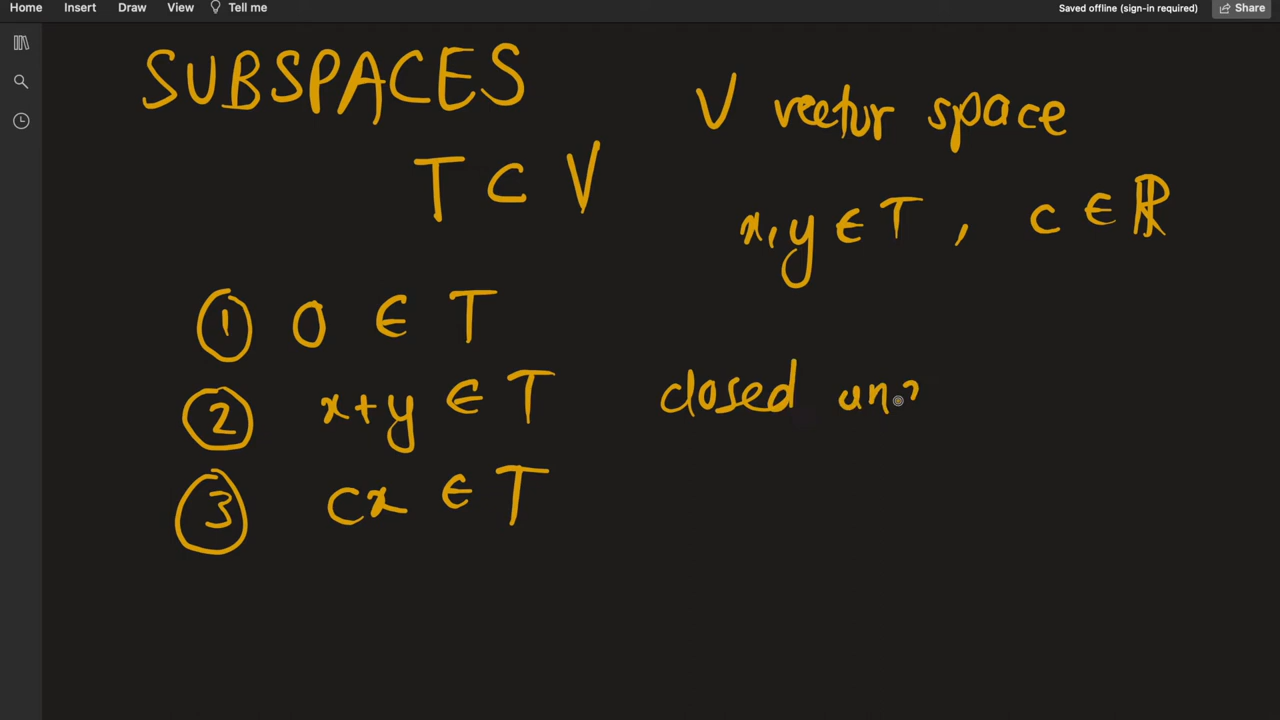 Home Insert Draw View Tell me Saved offline (sign-in required) Share
SUBSPACES
V vector space
T ⊂ V
x, y ∈ T , c ∈ ℝ
① 0 ∈ T
② x+y ∈ T closed
③ cx ∈ T